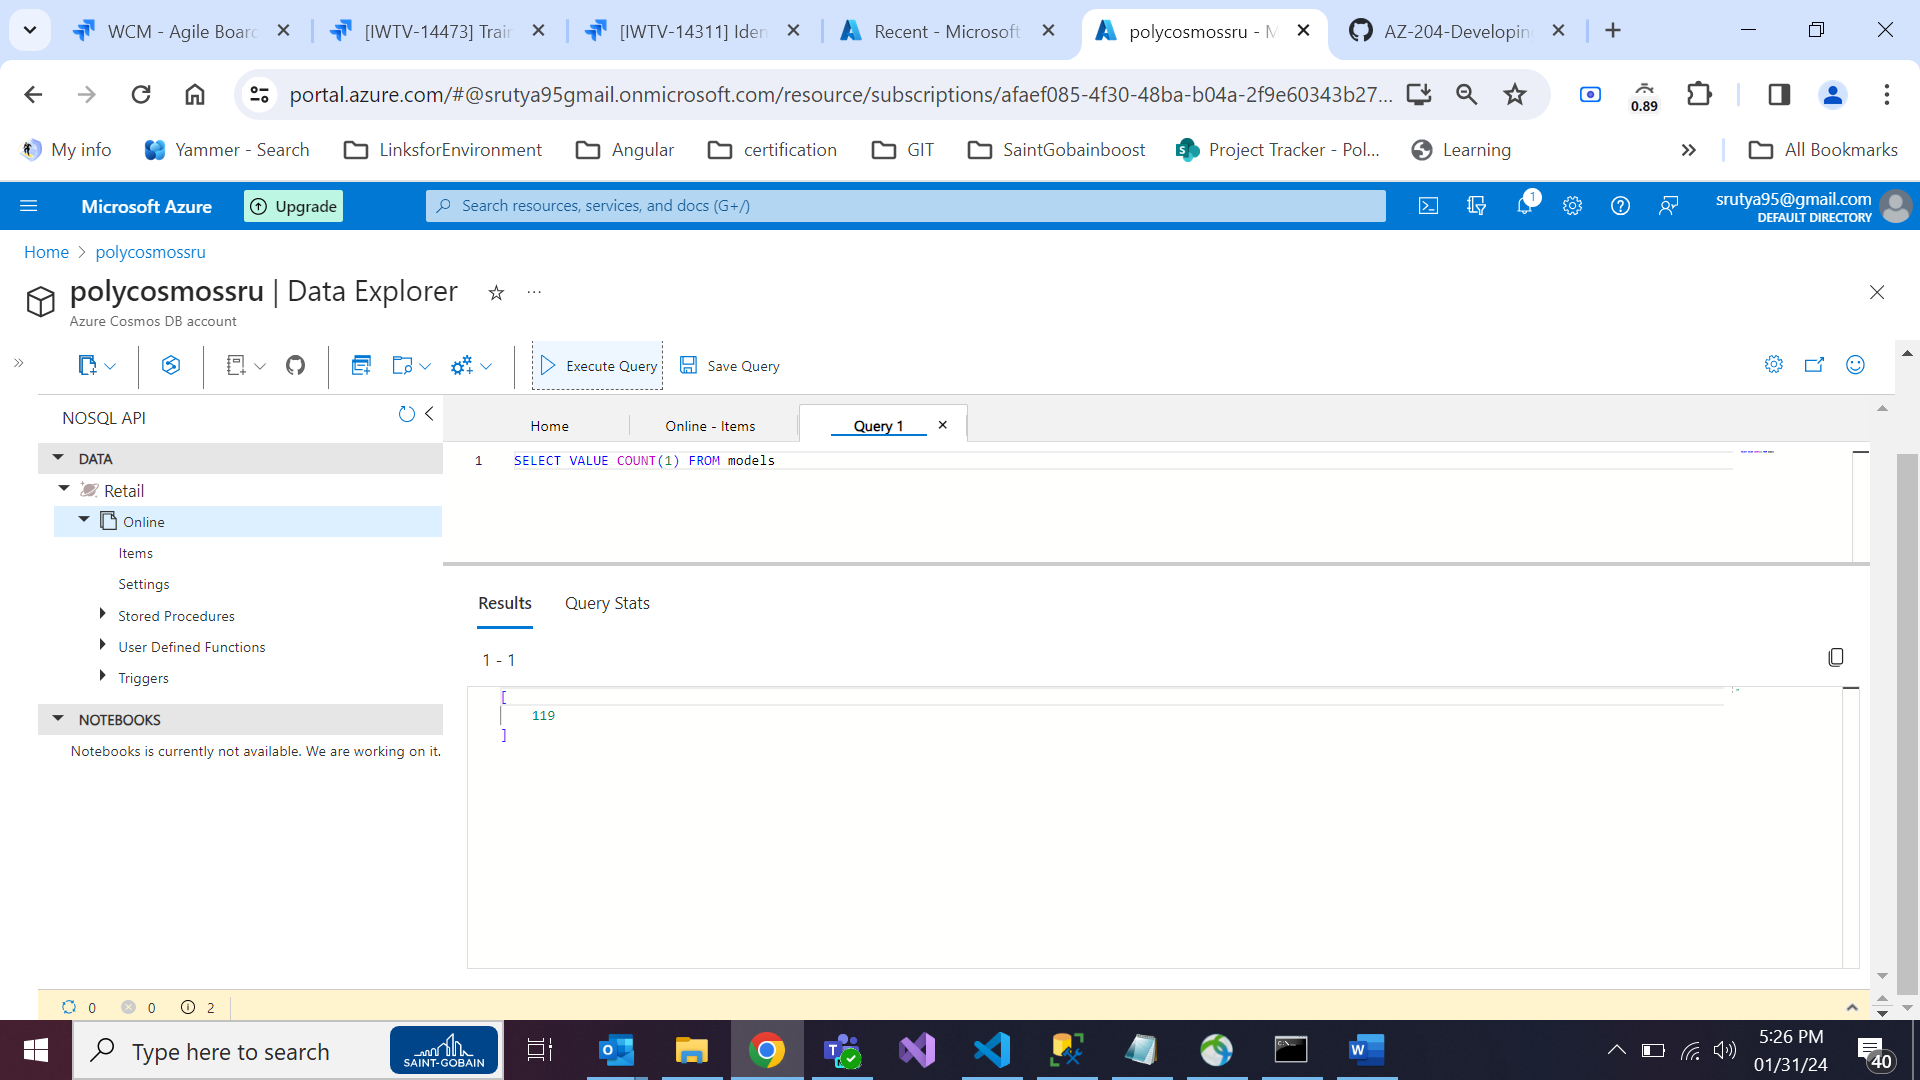 WCM - Agile Board
[IWTV-14473] Train
[IWTV-14311] Iden
Recent - Microsoft
polycosmossru - M
AZ-204-Developin
portal.azure.com/#@srutya95gmail.onmicrosoft.com/resource/subscriptions/afaef085-4f30-48ba-b04a-2f9e60343b27...
0.89
My info
Yammer - Search
LinksforEnvironment
Angular
certification
GIT
SaintGobainboost
Project Tracker - Pol...
Learning
All Bookmarks
Microsoft Azure
Upgrade
Search resources, services, and docs (G+/)
1
srutya95@gmail.com
DEFAULT DIRECTORY
Home
polycosmossru
polycosmossru | Data Explorer
Azure Cosmos DB account
Execute Query
Save Query
NOSQL API
Home
Online - Items
Query 1
DATA
1 SELECT VALUE COUNT(1) FROM models
Retail
Online
Items
Settings
Stored Procedures
User Defined Functions
Triggers
NOTEBOOKS
Notebooks is currently not available. We are working on it.
Results
Query Stats
1 - 1
[
119
]
0
0
2
Type here to search
SAINT-GOBAIN
5:26 PM
01/31/24
40